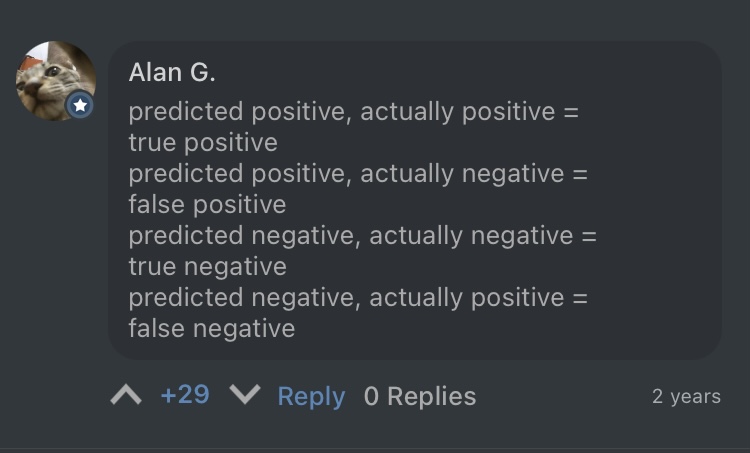 Alan G.
predicted positive, actually positive =
true positive
predicted positive, actually negative =
false positive
predicted negative, actually negative =
true negative
predicted negative, actually positive =
false negative
+29 Reply 0 Replies 2 years